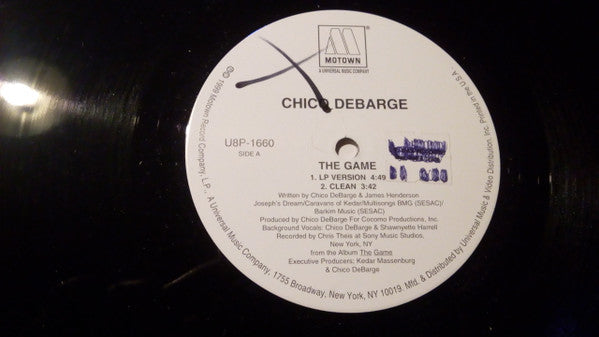 M
MOTOWN
A UNIVERSAL MUSIC COMPANY
CHICO DEBARGE
U8P-1660
SIDE A
THE GAME
1. LP VERSION 4:49
2. CLEAN 3:42
Written by Chico DeBarge & James Henderson
Joseph's Dream/Caravans of Kedar/Multisongs BMG (SESAC)/
Barkim Music (SESAC)
Produced by Chico DeBarge For Cocomo Productions, Inc.
Background Vocals: Chico DeBarge & Shawnyette Harrell
Recorded by Chris Theis at Sony Music Studios,
New York, NY
from the Album The Game
Executive Producers: Kedar Massenburg
& Chico DeBarge
℗© 1999 Motown Record Company, L.P., A Universal Music Company, 1755 Broadway, New York, NY 10019. Mfd. & Distributed by Universal Music & Video Distribution, Inc. Printed in the U.S.A.